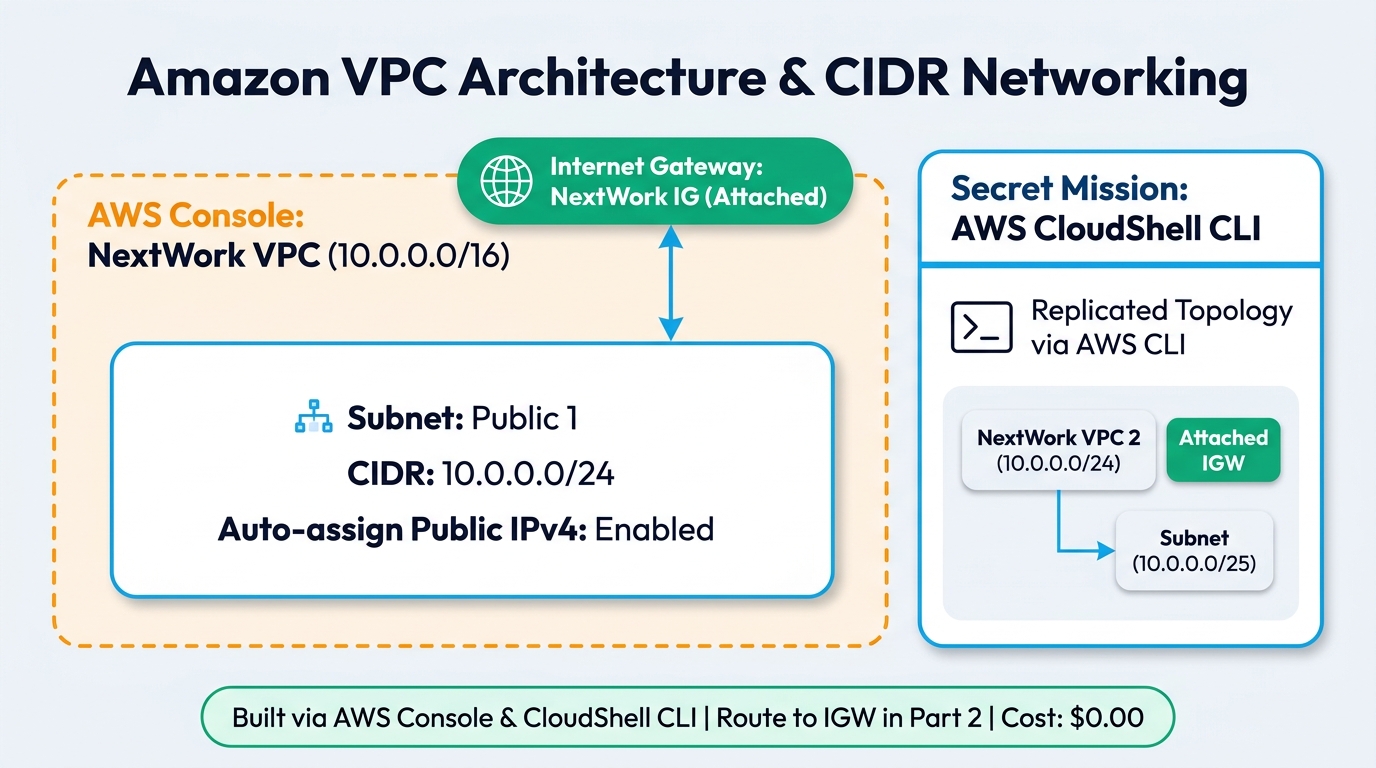 Amazon VPC Architecture & CIDR Networking
Internet Gateway:
NextWork IG (Attached)
AWS Console:
NextWork VPC (10.0.0.0/16)
Subnet: Public 1
CIDR: 10.0.0.0/24
Auto-assign Public IPv4: Enabled
Secret Mission:
AWS CloudShell CLI
Replicated Topology
via AWS CLI
NextWork VPC 2
(10.0.0.0/24)
Attached
IGW
Subnet
(10.0.0.0/25)
Built via AWS Console & CloudShell CLI | Route to IGW in Part 2 | Cost: $0.00